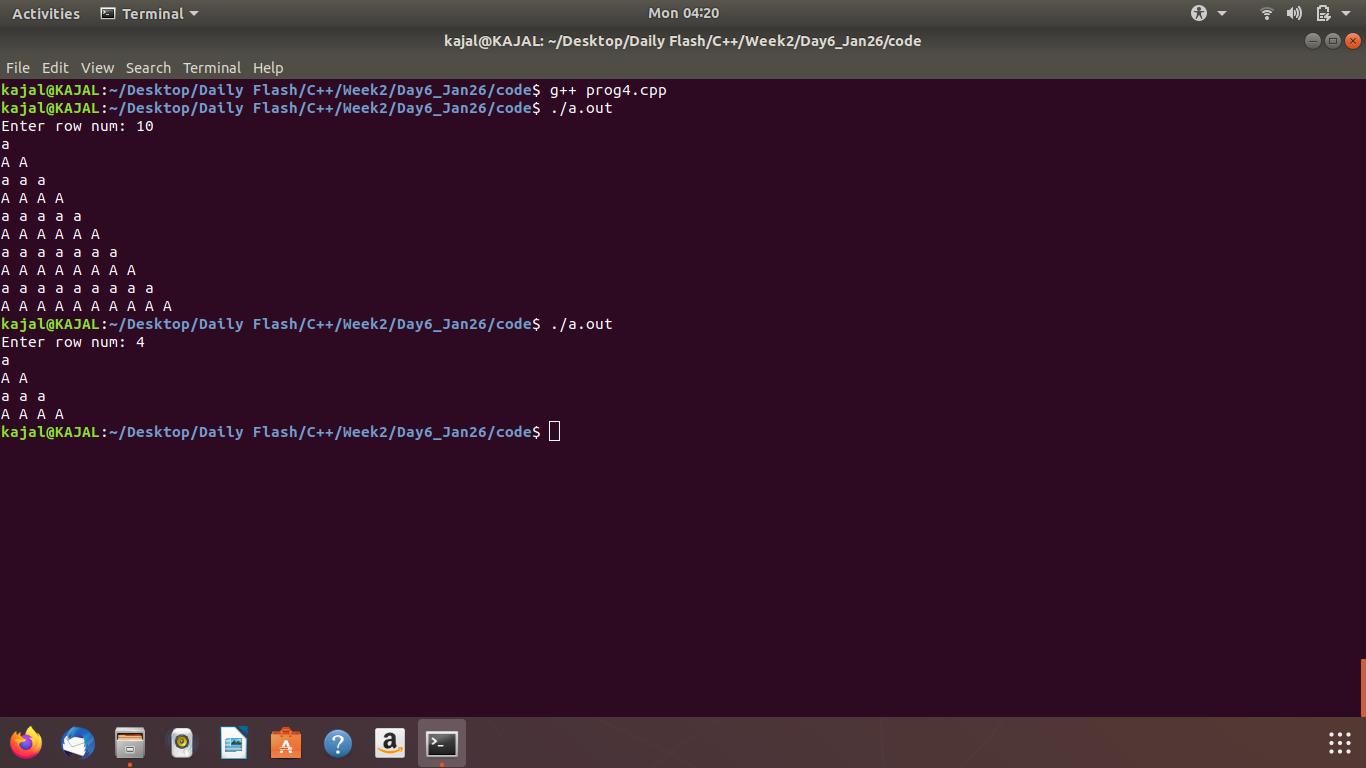 Activities Terminal Mon 04:20
kajal@KAJAL: ~/Desktop/Daily Flash/C++/Week2/Day6_Jan26/code
File Edit View Search Terminal Help
kajal@KAJAL:~/Desktop/Daily Flash/C++/Week2/Day6_Jan26/code$ g++ prog4.cpp
kajal@KAJAL:~/Desktop/Daily Flash/C++/Week2/Day6_Jan26/code$ ./a.out
Enter row num: 10
a
A A
a a a
A A A A
a a a a a
A A A A A A
a a a a a a a
A A A A A A A A
a a a a a a a a a
A A A A A A A A A A
kajal@KAJAL:~/Desktop/Daily Flash/C++/Week2/Day6_Jan26/code$ ./a.out
Enter row num: 4
a
A A
a a a
A A A A
kajal@KAJAL:~/Desktop/Daily Flash/C++/Week2/Day6_Jan26/code$